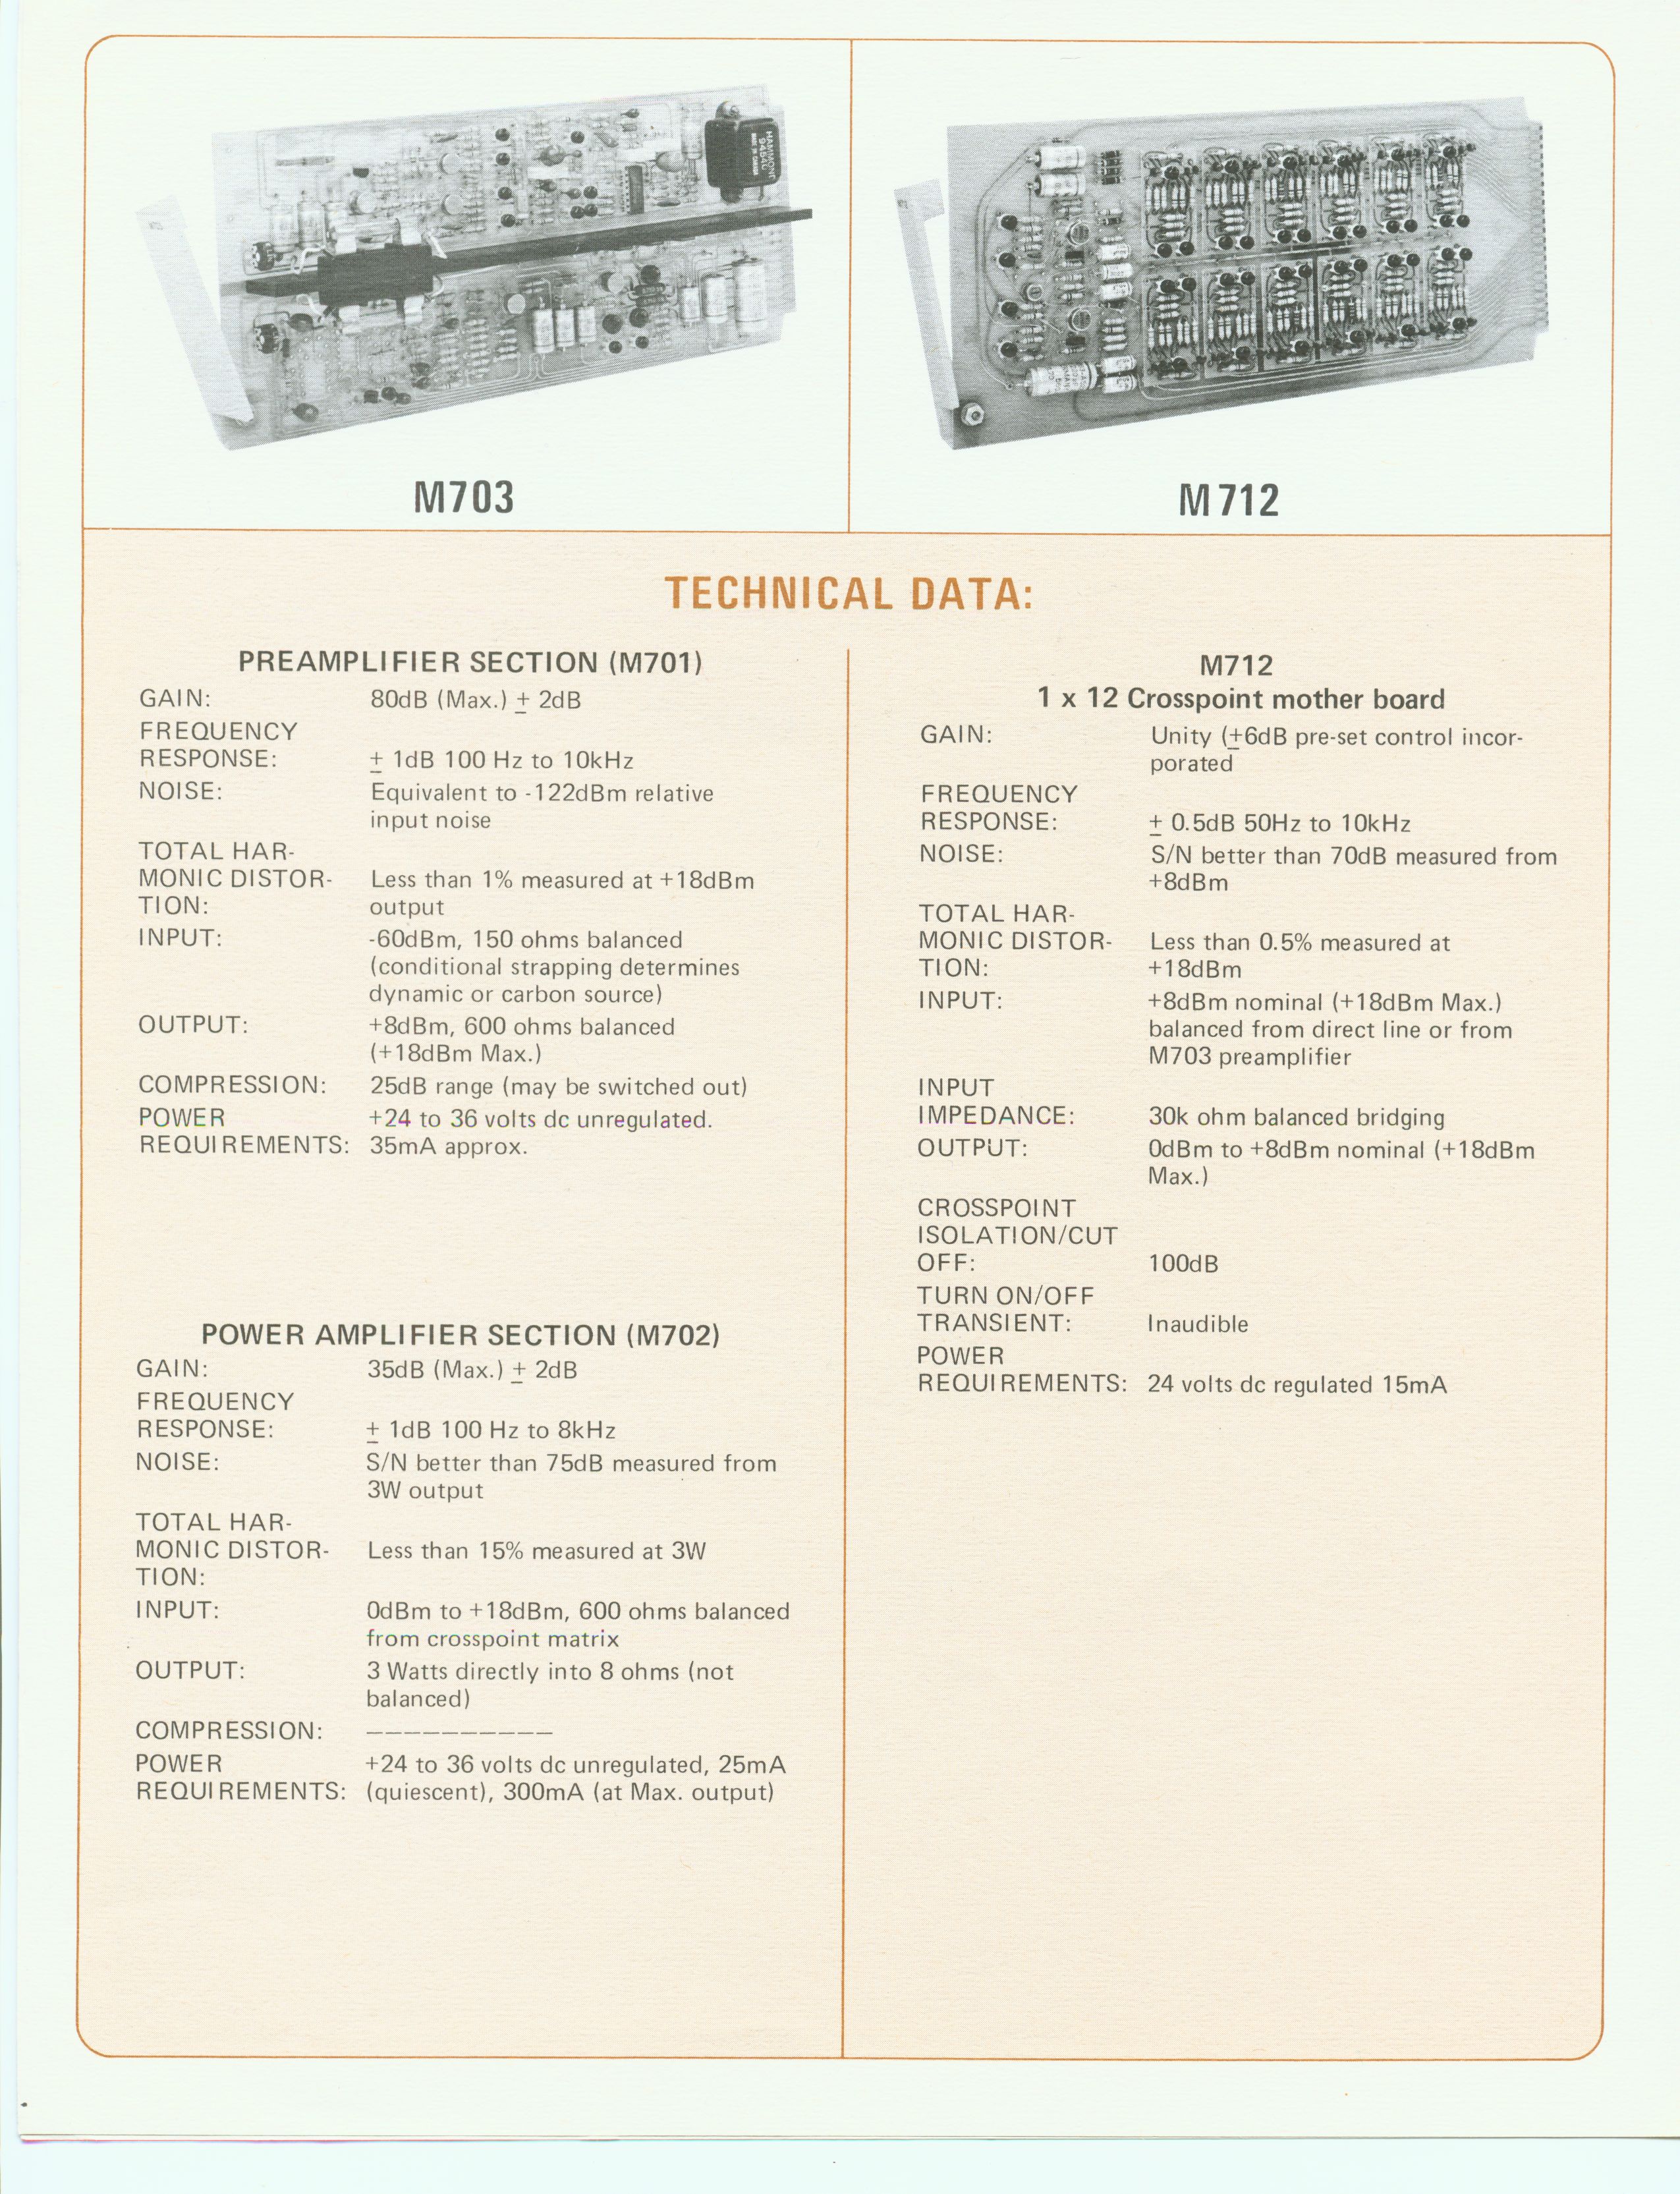 HAMMOND
MADE IN CANADA
M703
M712
TECHNICAL DATA:
PREAMPLIFIER SECTION (M701)
GAIN: 80dB (Max.) ± 2dB
FREQUENCY
RESPONSE: ± 1dB 100 Hz to 10kHz
NOISE: Equivalent to -122dBm relative
input noise
TOTAL HAR-
MONIC DISTOR- Less than 1% measured at +18dBm
TION: output
INPUT: -60dBm, 150 ohms balanced
(conditional strapping determines
dynamic or carbon source)
OUTPUT: +8dBm, 600 ohms balanced
(+18dBm Max.)
COMPRESSION: 25dB range (may be switched out)
POWER +24 to 36 volts dc unregulated.
REQUIREMENTS: 35mA approx.
POWER AMPLIFIER SECTION (M702)
GAIN: 35dB (Max.) ± 2dB
FREQUENCY
RESPONSE: ± 1dB 100 Hz to 8kHz
NOISE: S/N better than 75dB measured from
3W output
TOTAL HAR-
MONIC DISTOR- Less than 15% measured at 3W
TION:
INPUT: 0dBm to +18dBm, 600 ohms balanced
from crosspoint matrix
OUTPUT: 3 Watts directly into 8 ohms (not
balanced)
COMPRESSION: — — — — — — — — — —
POWER +24 to 36 volts dc unregulated, 25mA
REQUIREMENTS: (quiescent), 300mA (at Max. output)
M712
1 x 12 Crosspoint mother board
GAIN: Unity (±6dB pre-set control incor-
porated
FREQUENCY
RESPONSE: ± 0.5dB 50Hz to 10kHz
NOISE: S/N better than 70dB measured from
+8dBm
TOTAL HAR-
MONIC DISTOR- Less than 0.5% measured at
TION: +18dBm
INPUT: +8dBm nominal (+18dBm Max.)
balanced from direct line or from
M703 preamplifier
INPUT
IMPEDANCE: 30k ohm balanced bridging
OUTPUT: 0dBm to +8dBm nominal (+18dBm
Max.)
CROSSPOINT
ISOLATION/CUT
OFF: 100dB
TURN ON/OFF
TRANSIENT: Inaudible
POWER
REQUIREMENTS: 24 volts dc regulated 15mA